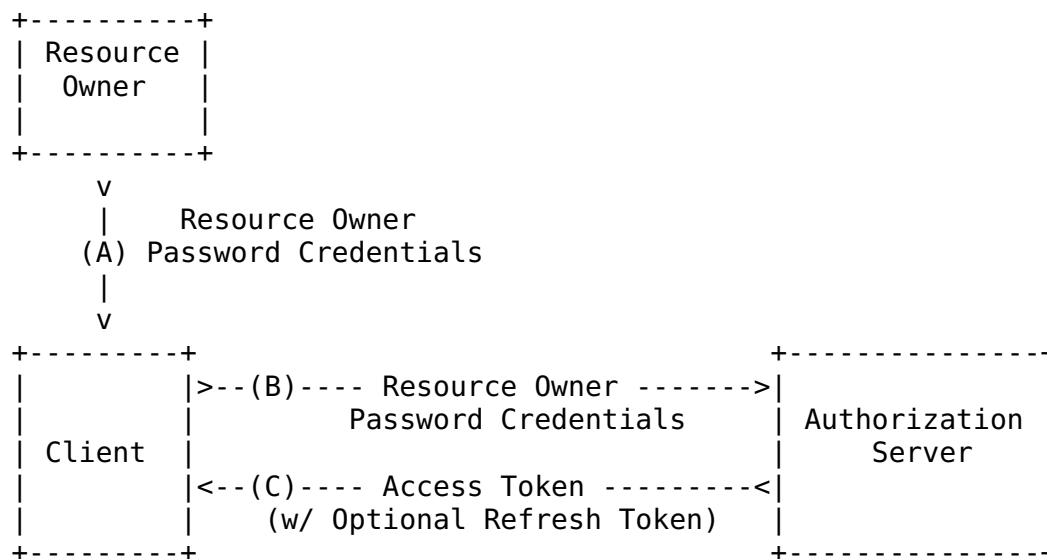 +----------+
| Resource |
|  Owner   |
|          |
+----------+
     v
     |    Resource Owner
    (A) Password Credentials
     |
     v
+---------+                                  +---------------+
|         |>--(B)---- Resource Owner ------->|
|         |         Password Credentials     | Authorization
| Client  |                                  |     Server
|         |<--(C)---- Access Token ---------<|
|         |    (w/ Optional Refresh Token)   |
+---------+                                  +---------------+